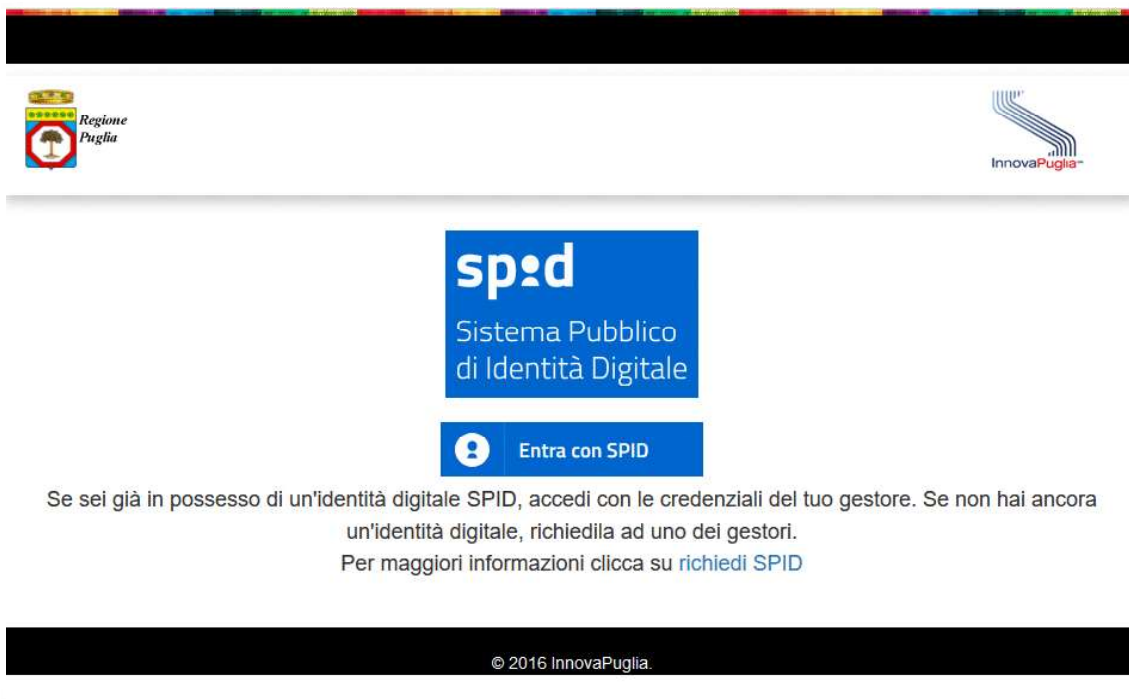 Regione
Puglia
InnovaPuglia
spid
Sistema Pubblico
di Identità Digitale
Entra con SPID
Se sei già in possesso di un'identità digitale SPID, accedi con le credenziali del tuo gestore. Se non hai ancora
un'identità digitale, richiedila ad uno dei gestori.
Per maggiori informazioni clicca su richiedi SPID
© 2016 InnovaPuglia.